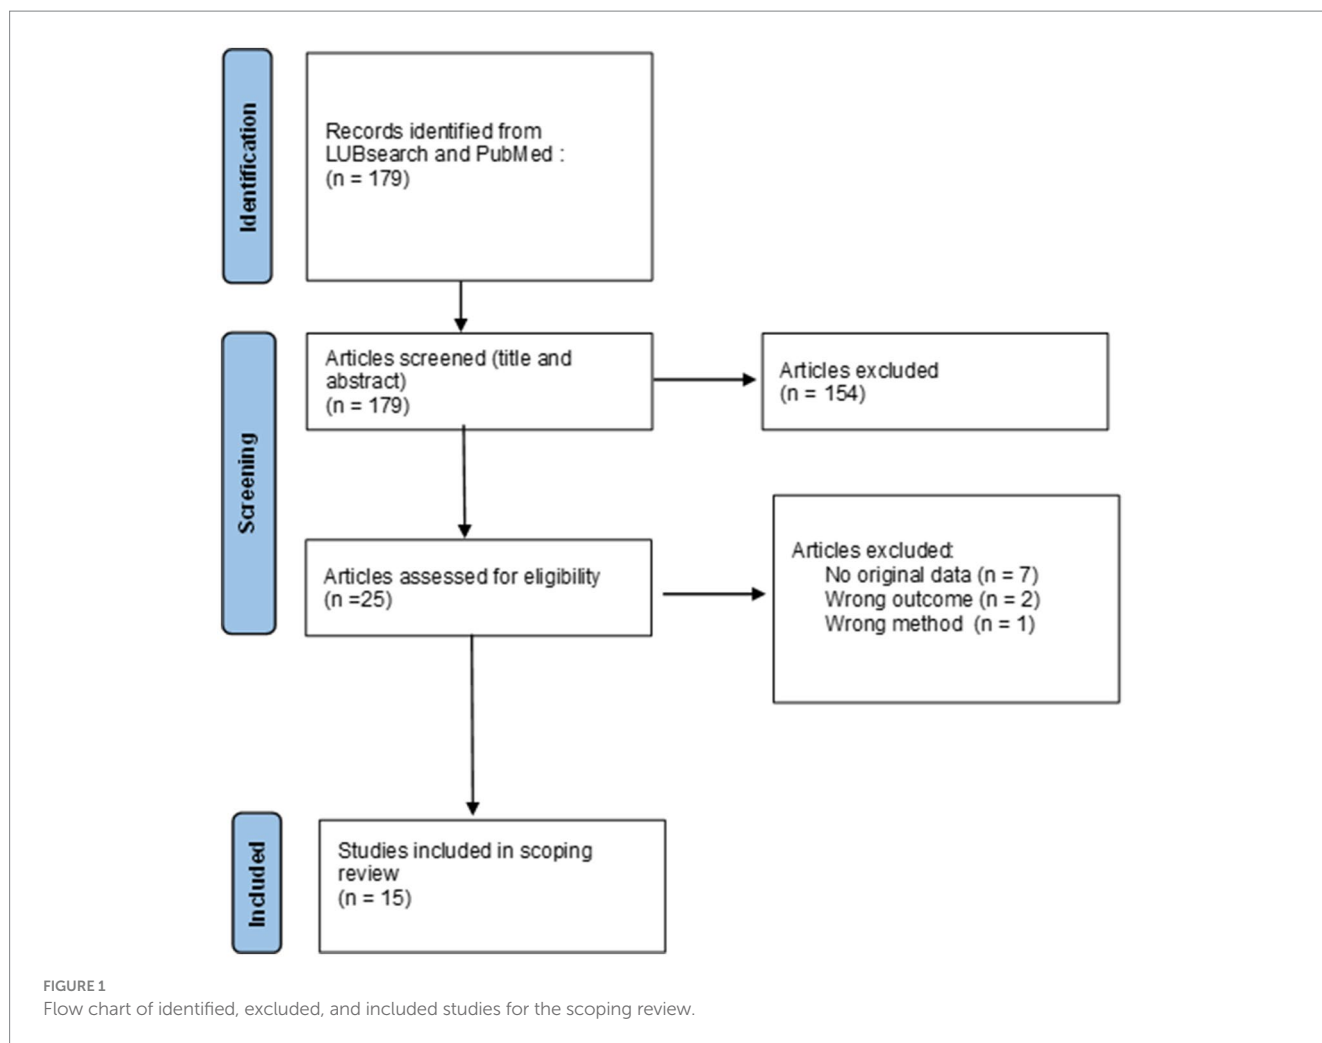 Identification
Records identified from
LUBsearch and PubMed :
(n = 179)
Screening
Articles screened (title and
abstract)
(n = 179)
Articles excluded
(n = 154)
Articles assessed for eligibility
(n =25)
Articles excluded:
No original data (n = 7)
Wrong outcome (n = 2)
Wrong method (n = 1)
Included
Studies included in scoping
review
(n = 15)
FIGURE 1
Flow chart of identified, excluded, and included studies for the scoping review.